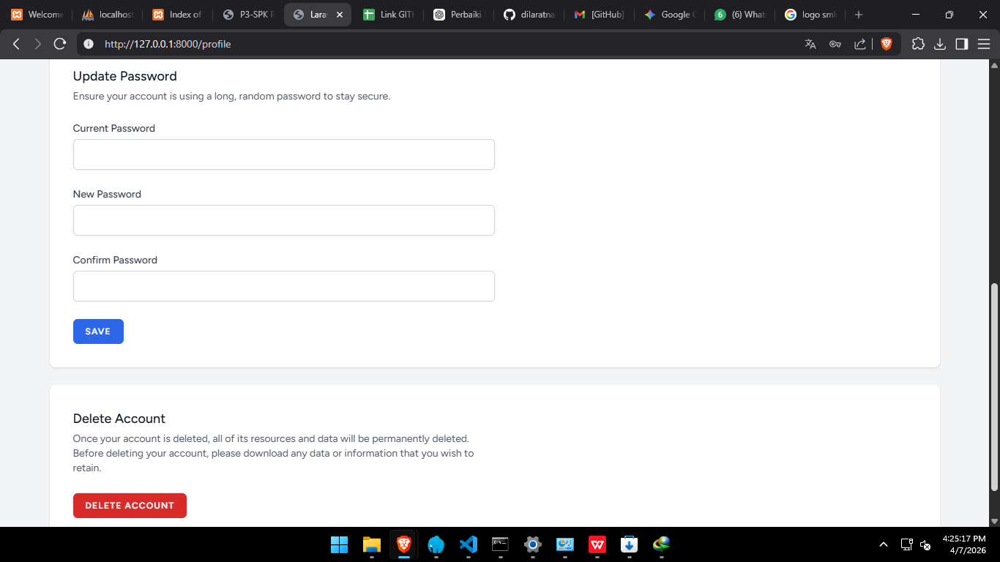 Welcome
localhost
Index of
P3-SPK R
Lara
Link GITH
Perbaiki
dilaratna
[GitHub]
Google
6
(6) What
logo smk
http://127.0.0.1:8000/profile
Update Password
Ensure your account is using a long, random password to stay secure.
Current Password
New Password
Confirm Password
SAVE
Delete Account
Once your account is deleted, all of its resources and data will be permanently deleted.
Before deleting your account, please download any data or information that you wish to
retain.
DELETE ACCOUNT
4:25:17 PM
4/7/2026